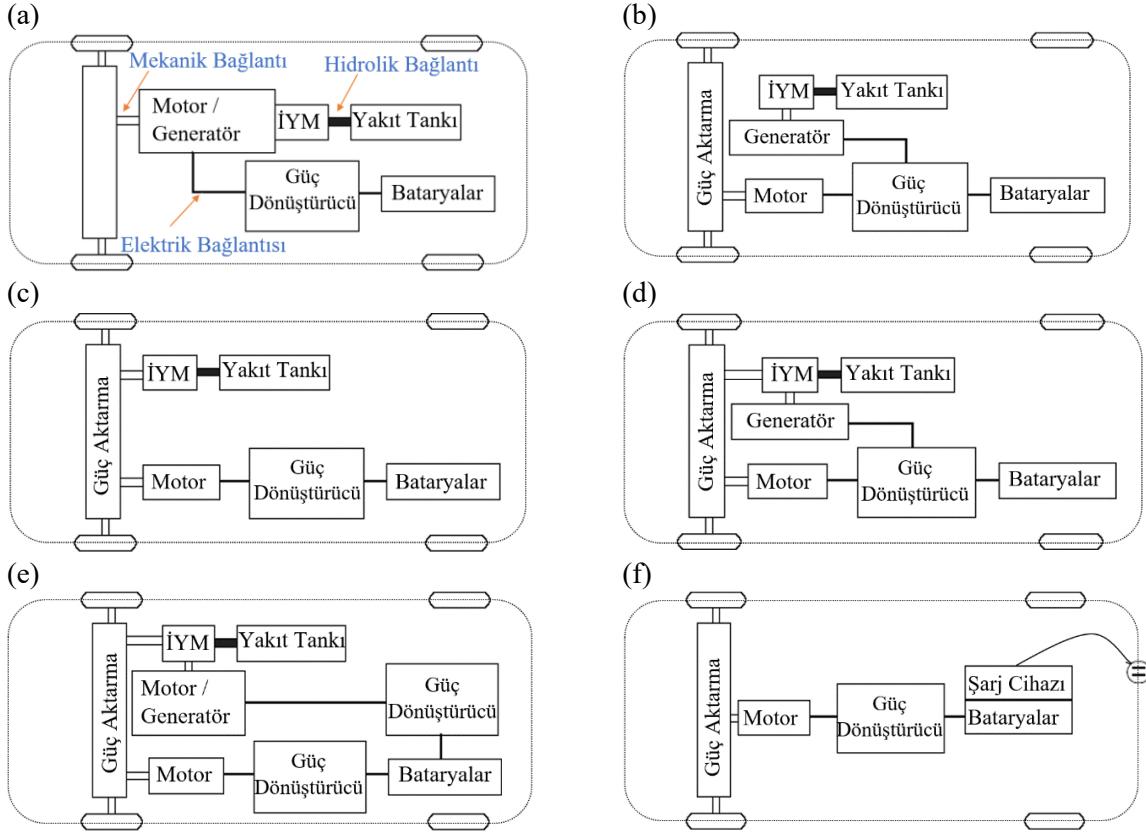 (a)
Mekanik Bağlantı
Hidrolik Bağlantı
Motor /
Generatör
İYM
Yakıt Tankı
Güç
Dönüştürücü
Bataryalar
Elektrik Bağlantısı
(b)
Güç Aktarma
İYM
Yakıt Tankı
Generatör
Motor
Güç
Dönüştürücü
Bataryalar
(c)
Güç Aktarma
İYM
Yakıt Tankı
Motor
Güç
Dönüştürücü
Bataryalar
(d)
Güç Aktarma
İYM
Yakıt Tankı
Generatör
Motor
Güç
Dönüştürücü
Bataryalar
(e)
Güç Aktarma
İYM
Yakıt Tankı
Motor /
Generatör
Güç
Dönüştürücü
Motor
Güç
Dönüştürücü
Bataryalar
(f)
Güç Aktarma
Motor
Güç
Dönüştürücü
Şarj Cihazı
Bataryalar